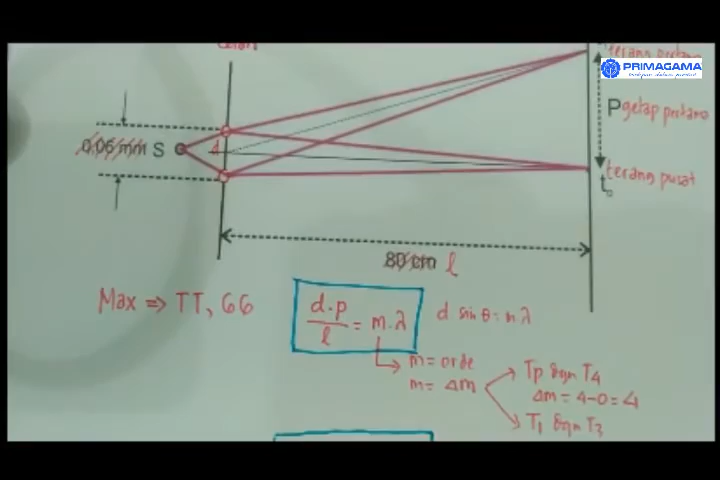 PRIMAGAMA
terang pertama
P gelap pertama
0.06 mm S
d
terang pusat
to
80 cm l
Max ⇒ TT, GG
d·p / l = m.λ
d sin θ = m λ
m = orde
m = Δm
Tp dgn T4
Δm = 4-0 = 4
T1 dgn T3